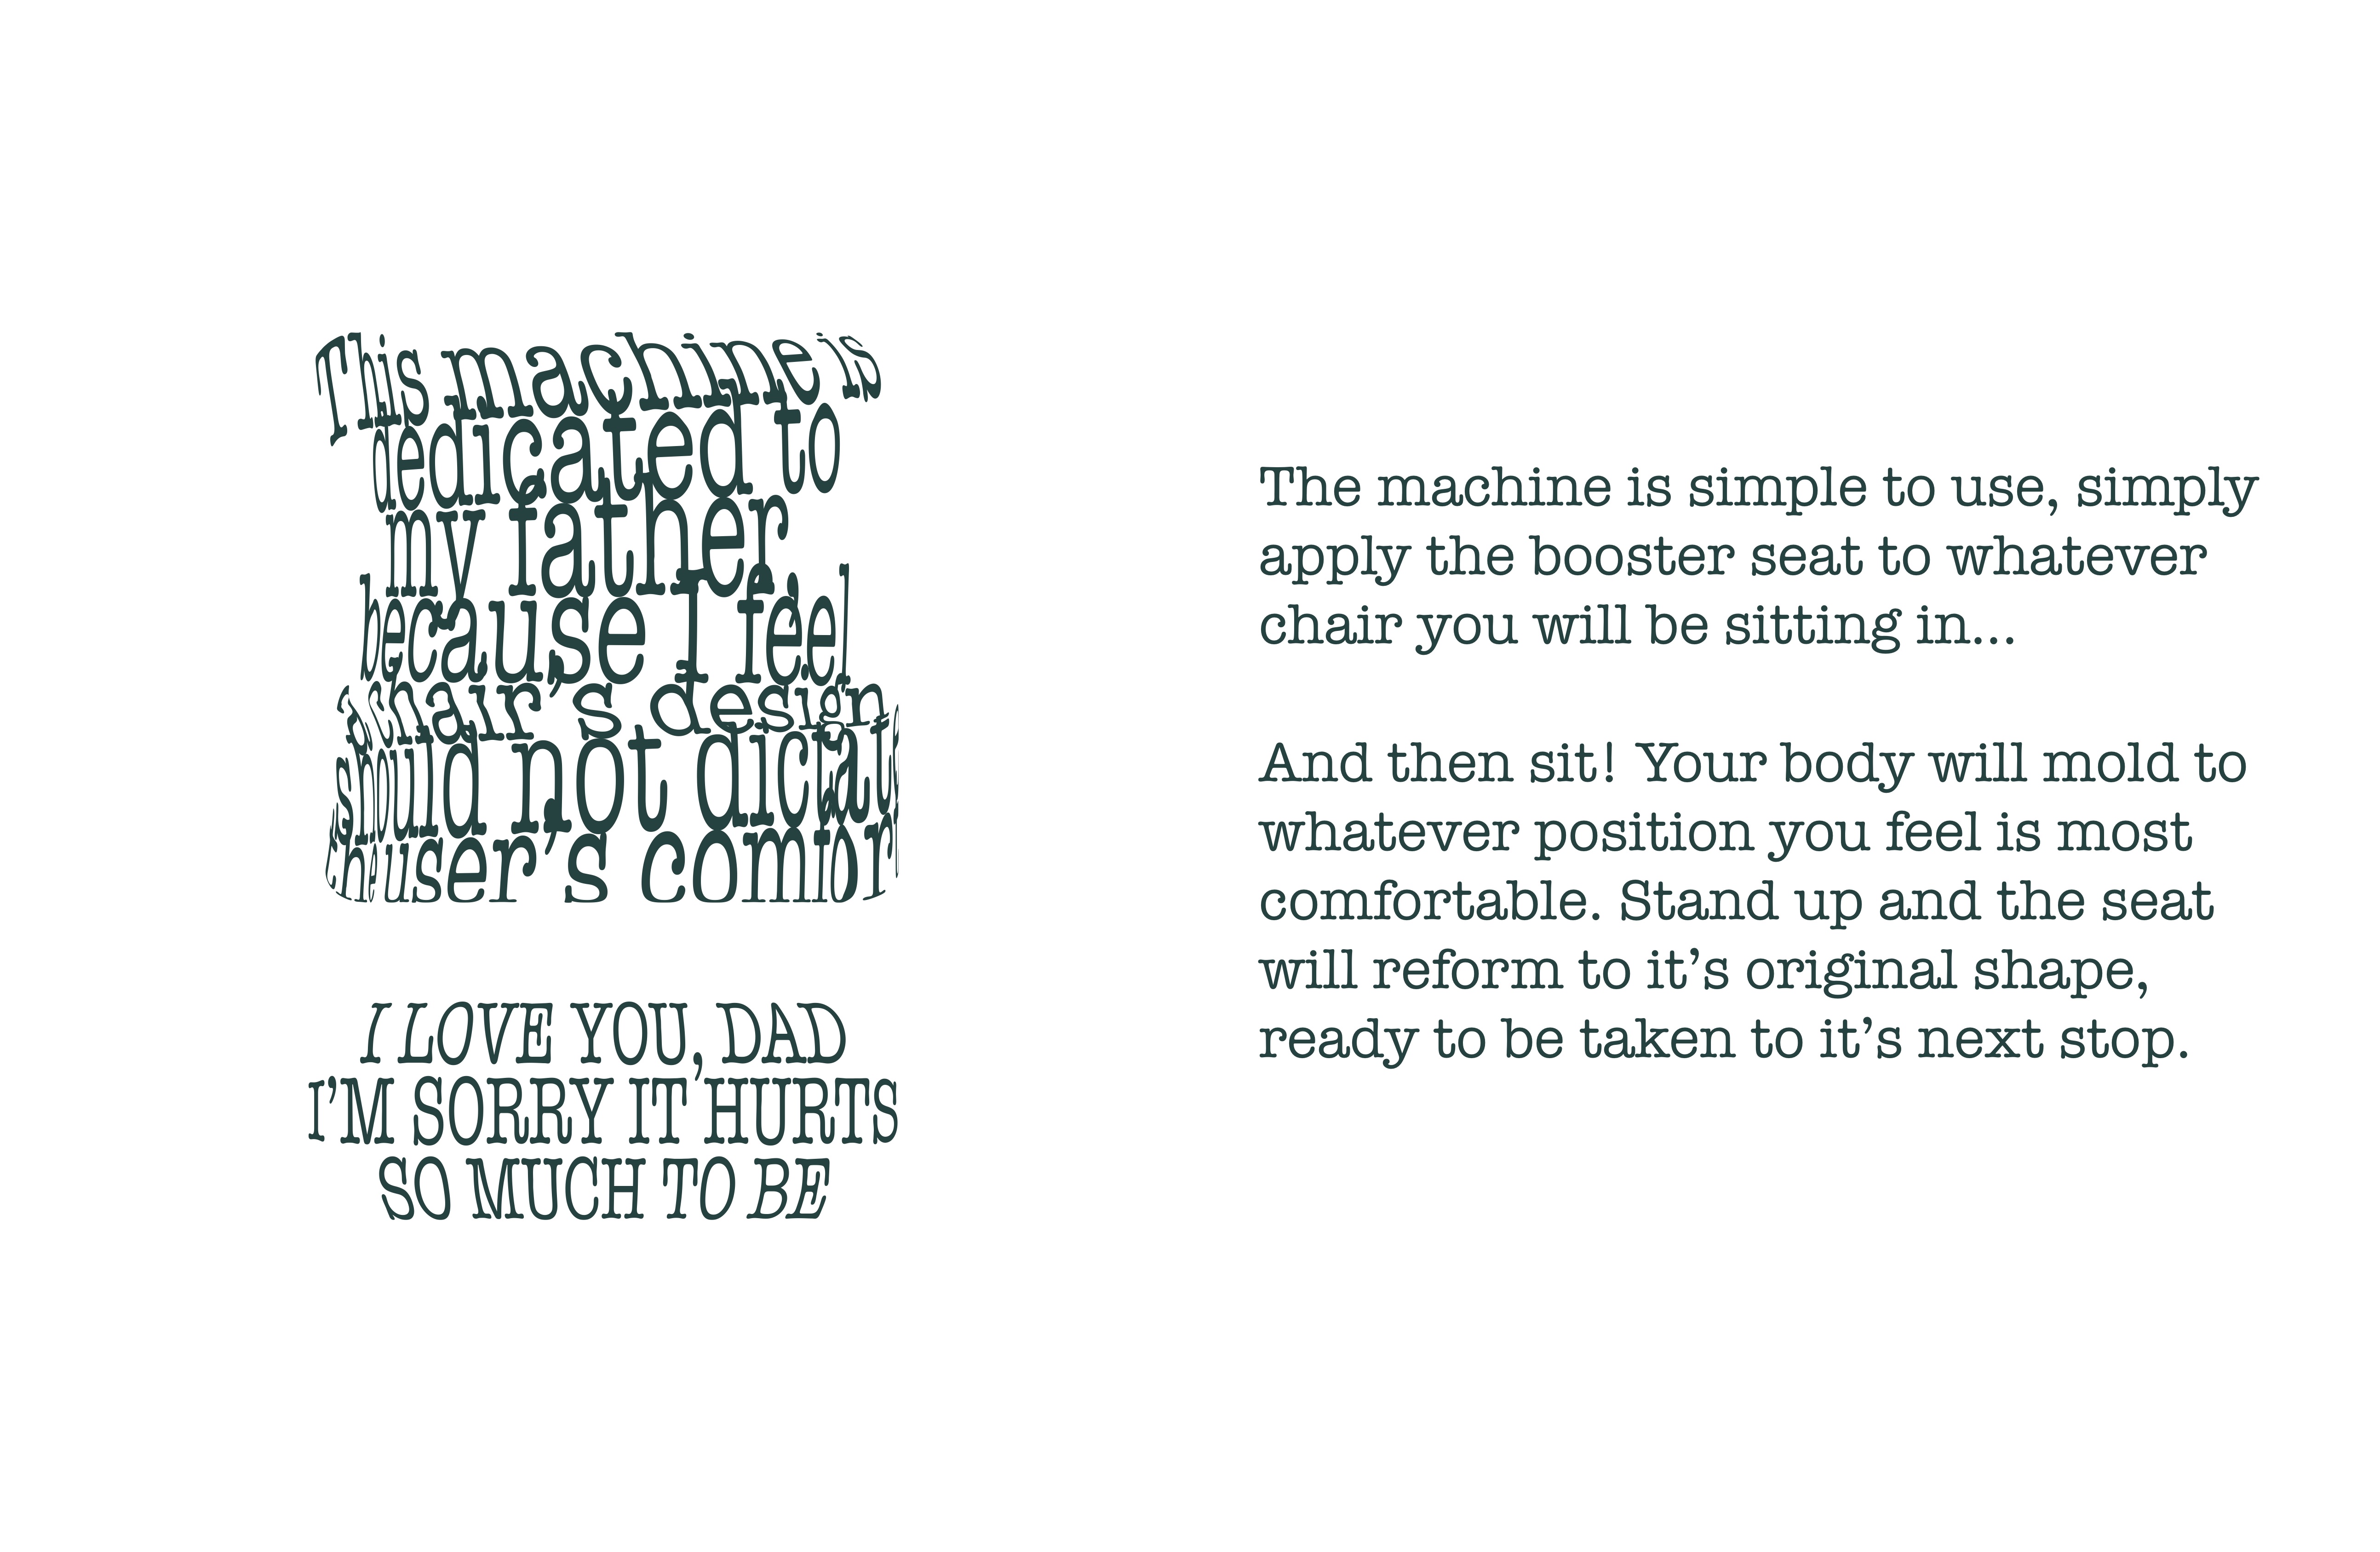 This machine is
dedicated to
my father
because I feel
chair's design
should not dictate
the user's comfort
I LOVE YOU, DAD
I'M SORRY IT HURTS
SO MUCH TO BE
The machine is simple to use, simply
apply the booster seat to whatever
chair you will be sitting in...
And then sit! Your body will mold to
whatever position you feel is most
comfortable. Stand up and the seat
will reform to it's original shape,
ready to be taken to it's next stop.